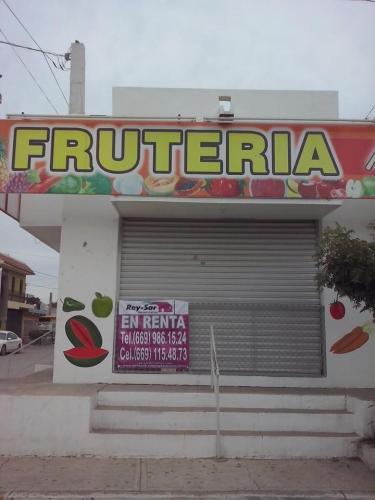 FRUTERIA
Rey-Sar
EN RENTA
Tel.(669) 986.15.24
Cel.(669) 115.48.73